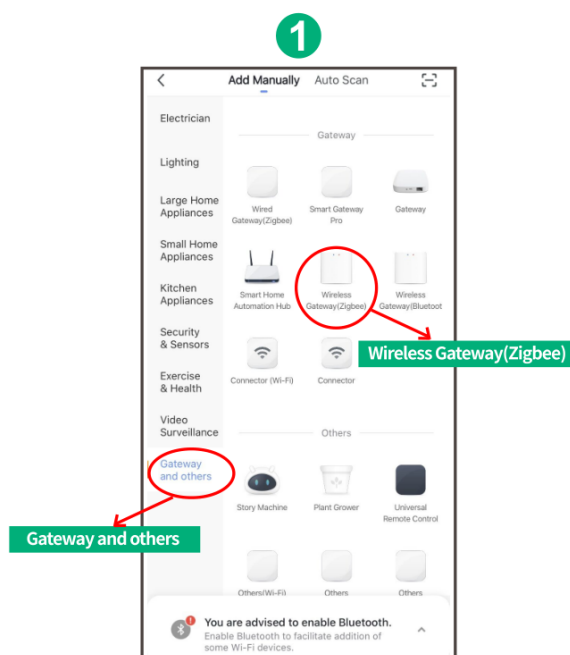 1
Add Manually Auto Scan
Electrician
Lighting
Large Home
Appliances
Small Home
Appliances
Kitchen
Appliances
Security
& Sensors
Exercise
& Health
Video
Surveillance
Gateway
and others
Gateway
Wired
Gateway(Zigbee)
Smart Gateway
Pro
Gateway
Smart Home
Automation Hub
Wireless
Gateway(Zigbee)
Wireless
Gateway(Bluetoot
Connector (Wi-Fi)
Connector
Wireless Gateway(Zigbee)
Others
Story Machine
Plant Grower
Universal
Remote Control
Gateway and others
Others(Wi-Fi)
Others
Others
You are advised to enable Bluetooth.
Enable Bluetooth to facilitate addition of
some Wi-Fi devices.